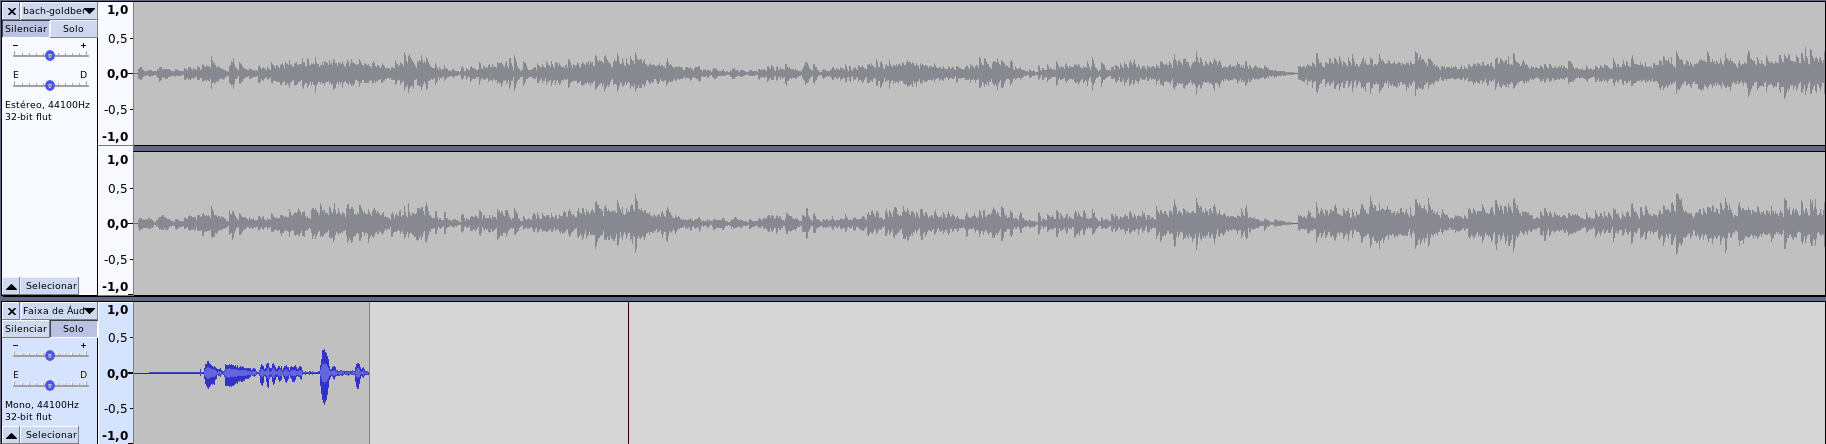 bach-goldber
Silenciar Solo
- +
E D
Estéreo, 44100Hz
32-bit flut
Selecionar
1,0
0,5
0,0
-0,5
-1,0
1,0
0,5
0,0
-0,5
-1,0
Faixa de Áud
Silenciar Solo
- +
E D
Mono, 44100Hz
32-bit flut
Selecionar
1,0
0,5
0,0
-0,5
-1,0